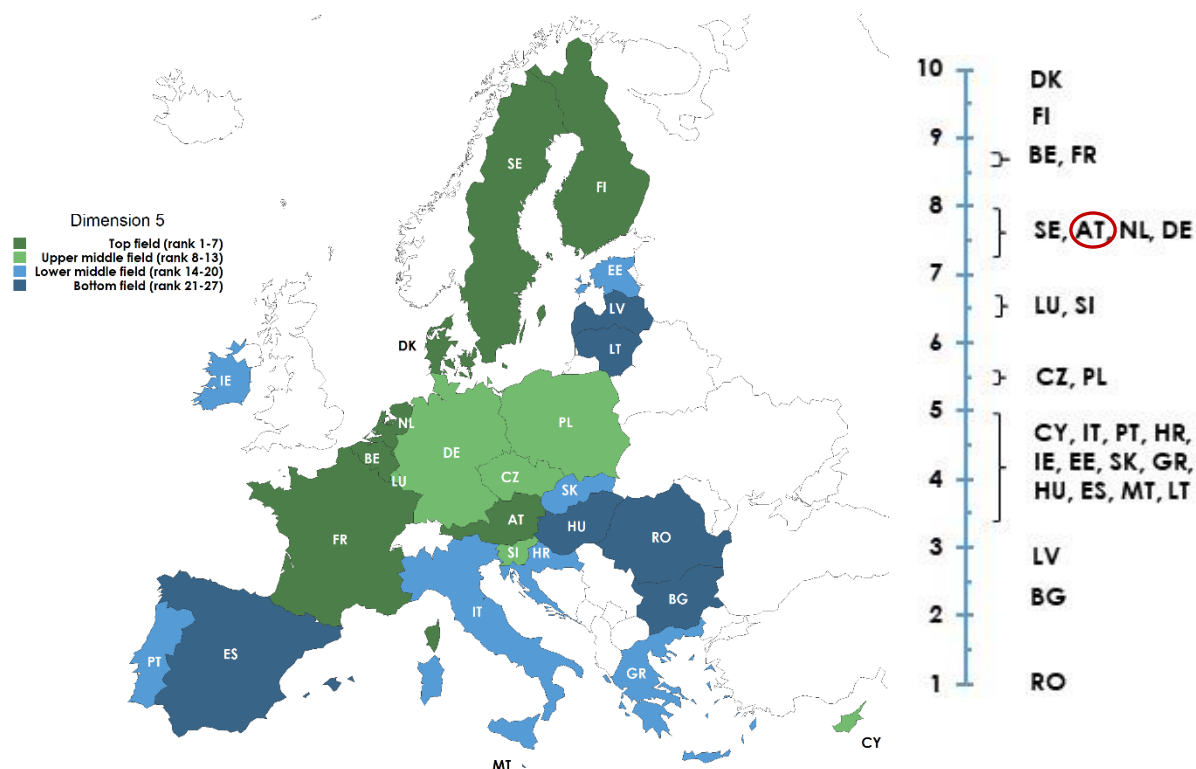 Dimension 5
Top field (rank 1-7)
Upper middle field (rank 8-13)
Lower middle field (rank 14-20)
Bottom field (rank 21-27)
SE
FI
EE
LV
LT
DK
IE
NL
PL
BE
DE
LU
CZ
SK
AT
HU
FR
RO
SI
HR
BG
IT
PT
ES
GR
CY
MT
10
9
8
7
6
5
4
3
2
1
DK
FI
BE, FR
SE, AT, NL, DE
LU, SI
CZ, PL
CY, IT, PT, HR,
IE, EE, SK, GR,
HU, ES, MT, LT
LV
BG
RO